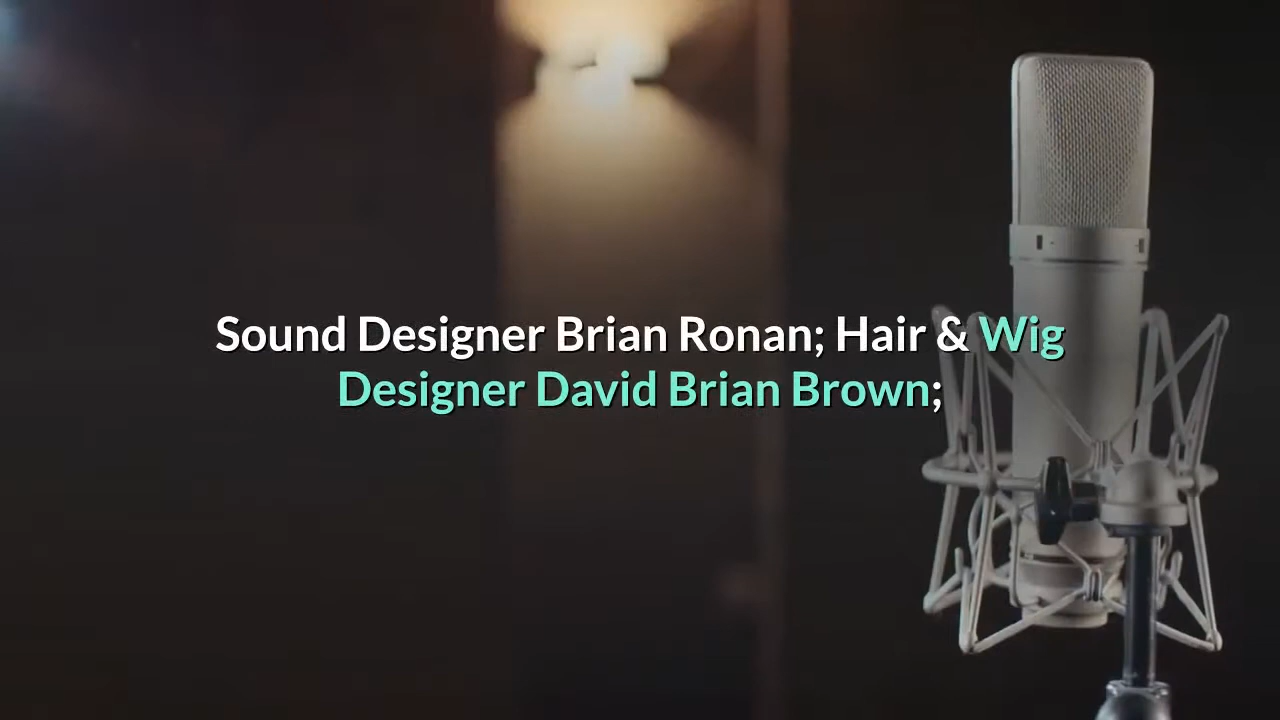 Sound Designer Brian Ronan; Hair & Wig
Designer David Brian Brown;